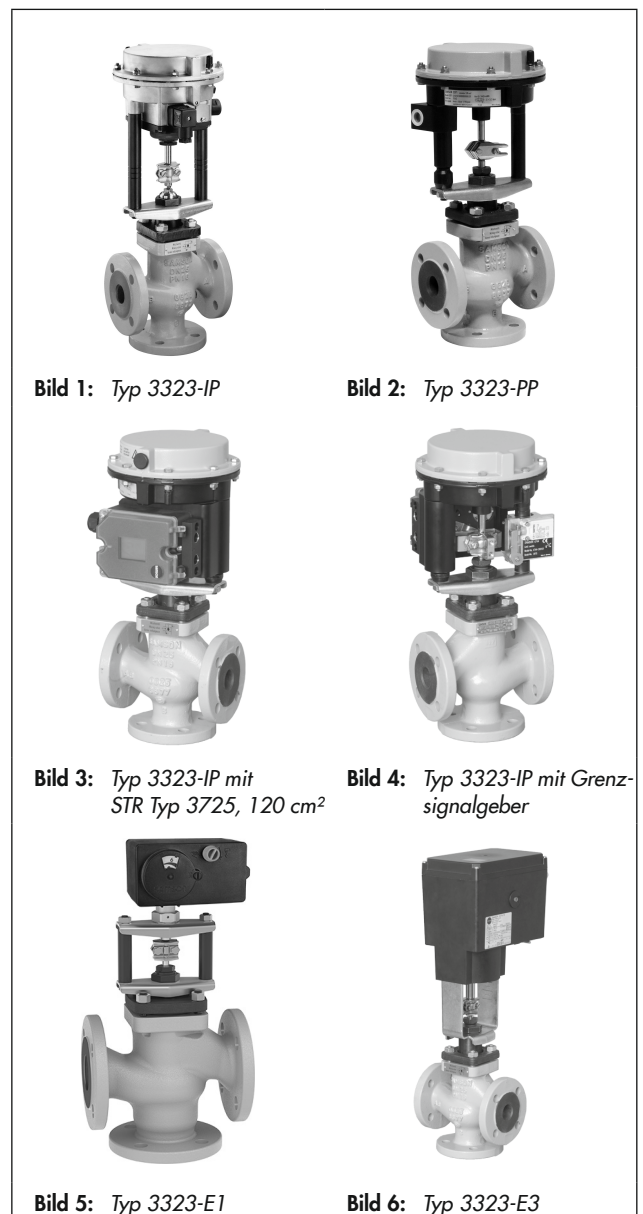 Bild 1: Typ 3323-IP
Bild 2: Typ 3323-PP
Bild 3: Typ 3323-IP mit
STR Typ 3725, 120 cm²
Bild 4: Typ 3323-IP mit Grenz-
signalgeber
Bild 5: Typ 3323-E1
Bild 6: Typ 3323-E3